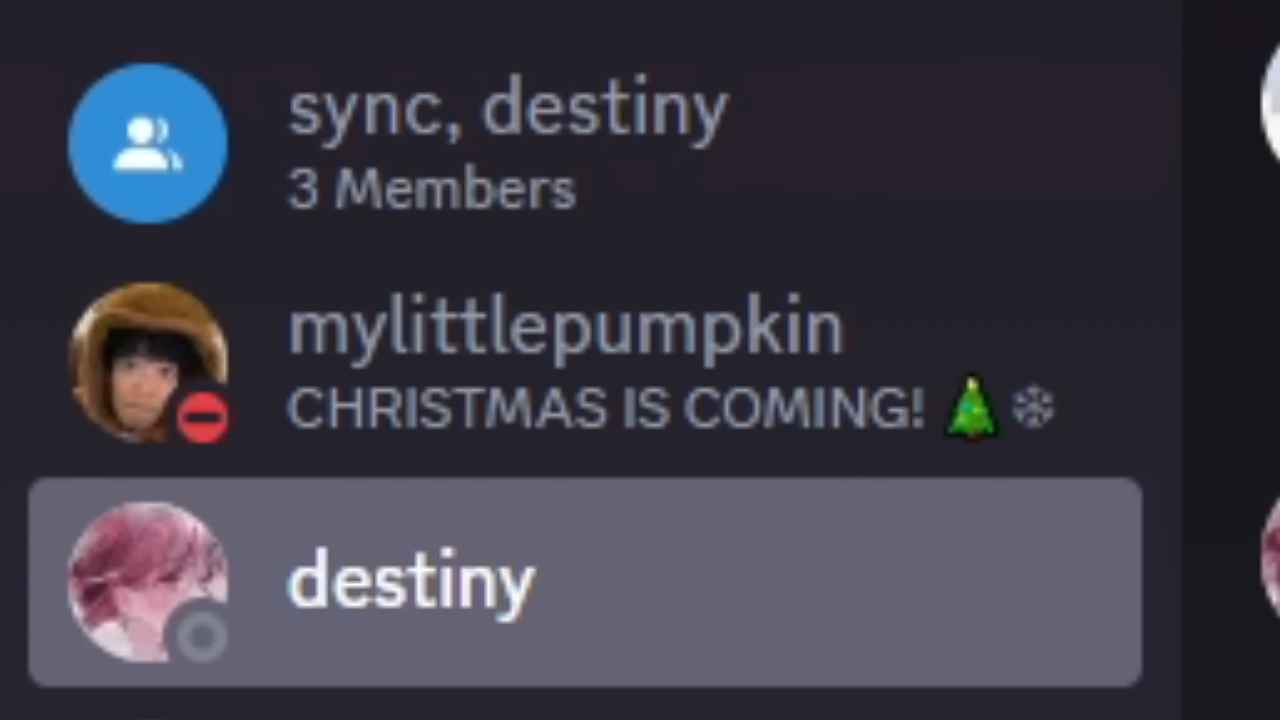 sync, destiny
3 Members
mylittlepumpkin
CHRISTMAS IS COMING! 🎄❄
destiny